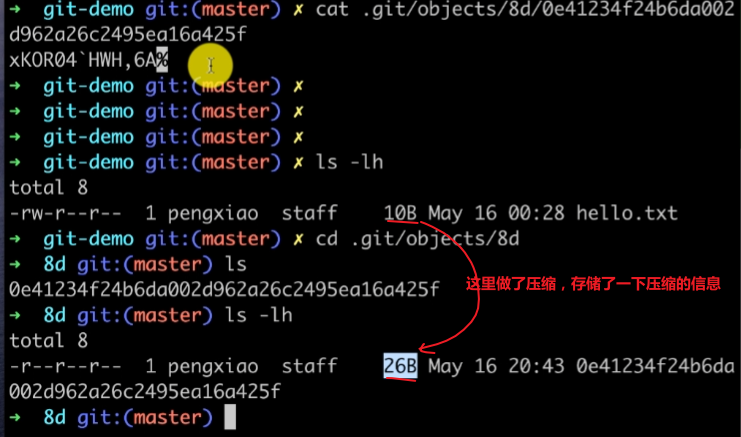 → git-demo git:(master) ✗ cat .git/objects/8d/0e41234f24b6da002
d962a26c2495ea16a425f
xKOR04`HWH,6A%
→ git-demo git:(master) ✗
→ git-demo git:(master) ✗
→ git-demo git:(master) ✗
→ git-demo git:(master) ✗ ls -lh
total 8
-rw-r--r-- 1 pengxiao staff 10B May 16 00:28 hello.txt
→ git-demo git:(master) ✗ cd .git/objects/8d
→ 8d git:(master) ls
0e41234f24b6da002d962a26c2495ea16a425f
这里做了压缩，存储了一下压缩的信息
→ 8d git:(master) ls -lh
total 8
-r--r--r-- 1 pengxiao staff 26B May 16 20:43 0e41234f24b6da
002d962a26c2495ea16a425f
→ 8d git:(master)